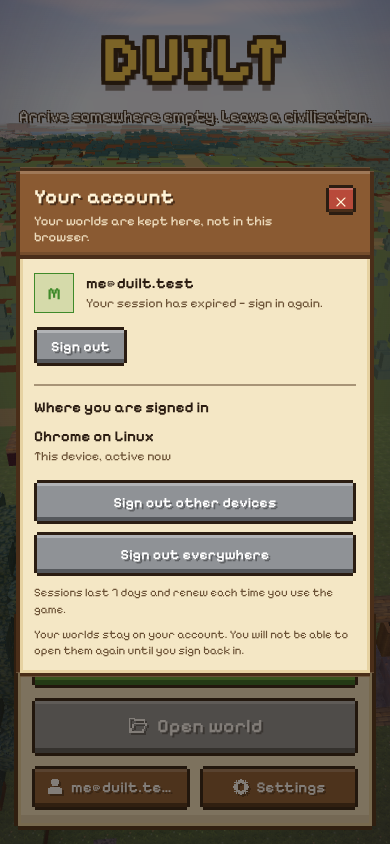 DUILT
Arrive somewhere empty. Leave a civilisation.
Your account
Your worlds are kept here, not in this
browser.
M
me@duilt.test
Your session has expired - sign in again.
Sign out
Where you are signed in
Chrome on Linux
This device, active now
Sign out other devices
Sign out everywhere
Sessions last 7 days and renew each time you use the
game.
Your worlds stay on your account. You will not be able to
open them again until you sign back in.
Open world
me@duilt.te...
Settings